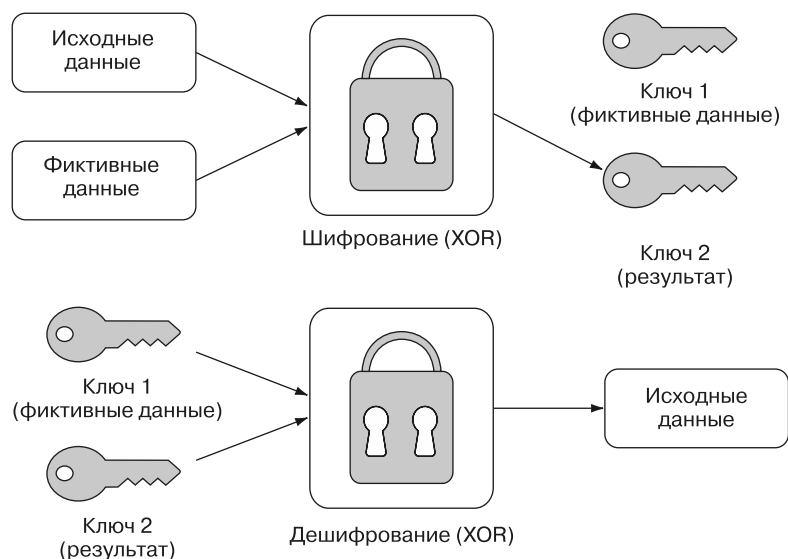 Исходные
данные
Фиктивные
данные
Шифрование (XOR)
Ключ 1
(фиктивные данные)
Ключ 2
(результат)
Ключ 1
(фиктивные данные)
Ключ 2
(результат)
Дешифрование (XOR)
Исходные
данные